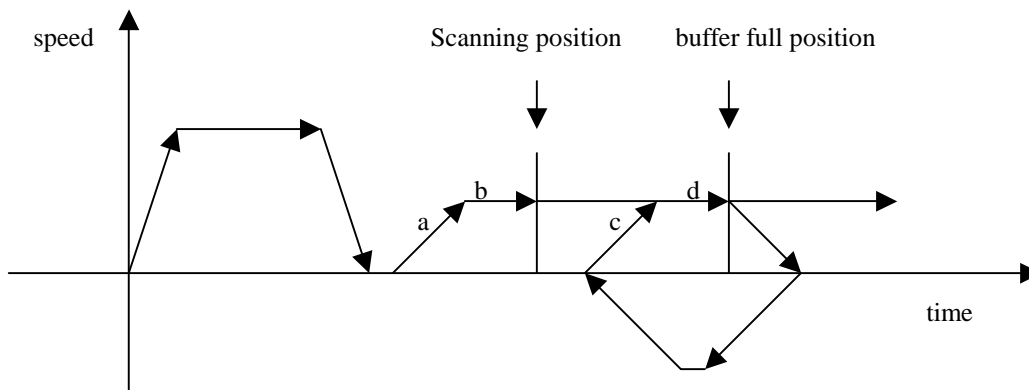 speed
Scanning position
buffer full position
a
b
c
d
time